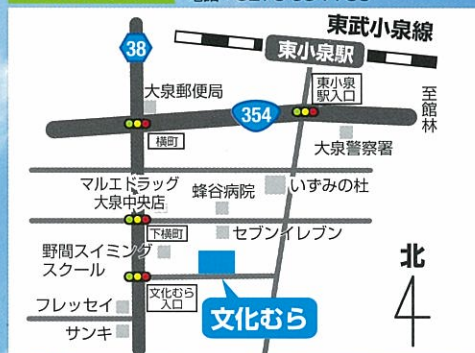 東武小泉線
東小泉駅
38
大泉郵便局
東小泉
駅入口
354
至館林
横町
大泉警察署
マルエドラッグ
大泉中央店
蜂谷病院
いずみの杜
下横町
セブンイレブン
野間スイミング
スクール
北
文化むら
入口
文化むら
フレッセイ
サンキ